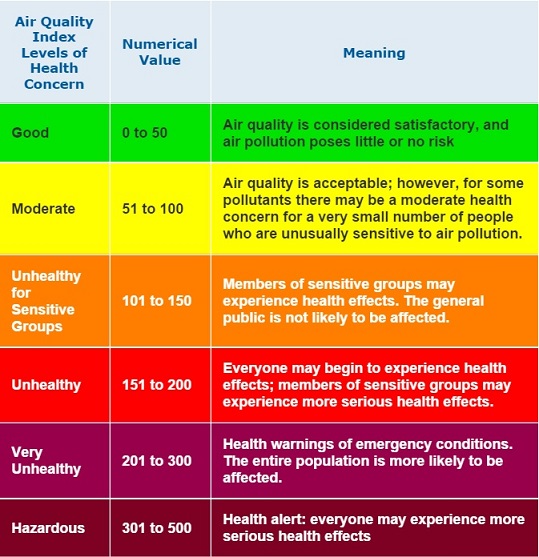 Air Quality
Index
Levels of
Health
Concern
Numerical
Value
Meaning
Good
0 to 50
Air quality is considered satisfactory, and
air pollution poses little or no risk
Moderate
51 to 100
Air quality is acceptable; however, for some
pollutants there may be a moderate health
concern for a very small number of people
who are unusually sensitive to air pollution.
Unhealthy
for
Sensitive
Groups
101 to 150
Members of sensitive groups may
experience health effects. The general
public is not likely to be affected.
Unhealthy
151 to 200
Everyone may begin to experience health
effects; members of sensitive groups may
experience more serious health effects.
Very
Unhealthy
201 to 300
Health warnings of emergency conditions.
The entire population is more likely to be
affected.
Hazardous
301 to 500
Health alert: everyone may experience more
serious health effects